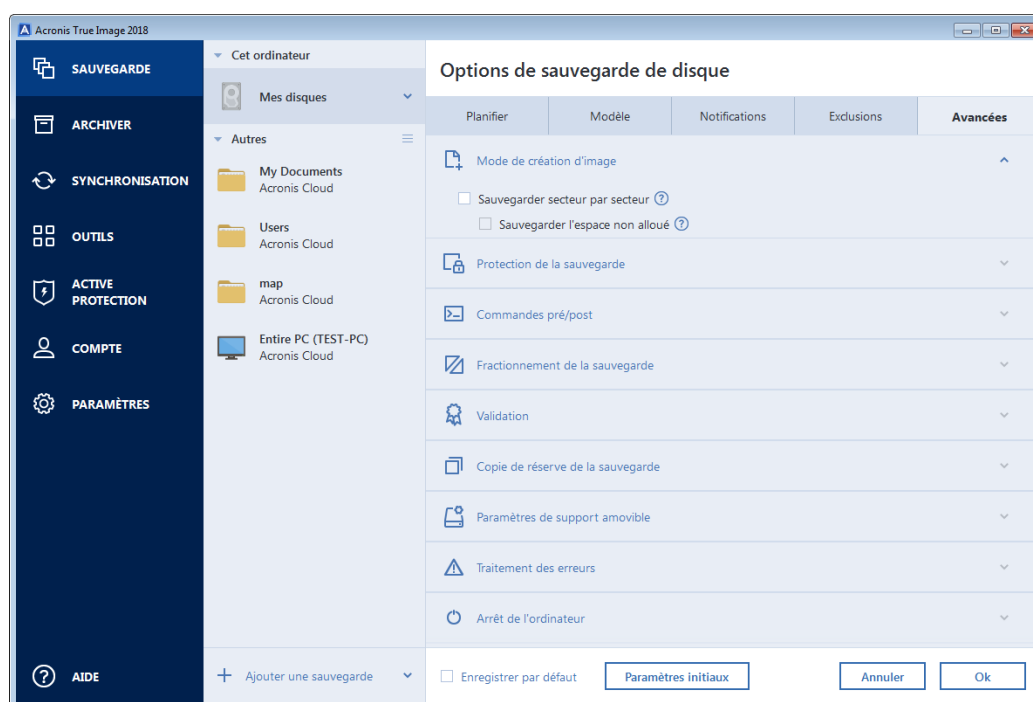 Acronis True Image 2018
SAUVEGARDE
ARCHIVER
SYNCHRONISATION
OUTILS
ACTIVE
PROTECTION
COMPTE
PARAMÈTRES
AIDE
Cet ordinateur
Mes disques
Autres
My Documents
Acronis Cloud
Users
Acronis Cloud
map
Acronis Cloud
Entire PC (TEST-PC)
Acronis Cloud
Ajouter une sauvegarde
Options de sauvegarde de disque
Planifier Modèle Notifications Exclusions Avancées
Mode de création d'image
Sauvegarder secteur par secteur ?
Sauvegarder l'espace non alloué ?
Protection de la sauvegarde
Commandes pré/post
Fractionnement de la sauvegarde
Validation
Copie de réserve de la sauvegarde
Paramètres de support amovible
Traitement des erreurs
Arrêt de l'ordinateur
Enregistrer par défaut Paramètres initiaux Annuler Ok